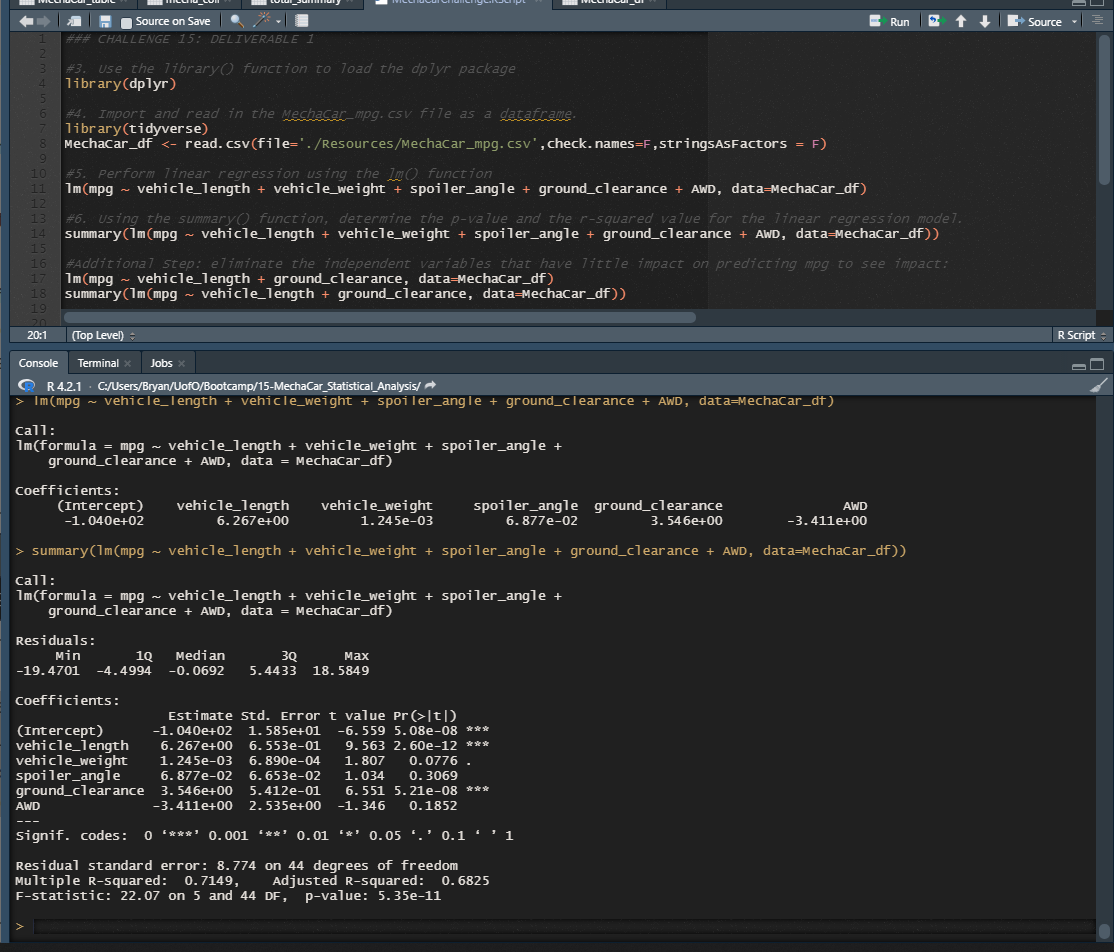 MechaCar_table mecha_coil total_summary MechaCarChallenge.RScript MechaCar_df
Source on Save Run Source
1 ### CHALLENGE 15: DELIVERABLE 1
2
3 #3. Use the library() function to load the dplyr package
4 library(dplyr)
5
6 #4. Import and read in the MechaCar_mpg.csv file as a dataframe.
7 library(tidyverse)
8 MechaCar_df <- read.csv(file='./Resources/MechaCar_mpg.csv',check.names=F,stringsAsFactors = F)
9
10 #5. Perform linear regression using the lm() function
11 lm(mpg ~ vehicle_length + vehicle_weight + spoiler_angle + ground_clearance + AWD, data=MechaCar_df)
12
13 #6. Using the summary() function, determine the p-value and the r-squared value for the linear regression model.
14 summary(lm(mpg ~ vehicle_length + vehicle_weight + spoiler_angle + ground_clearance + AWD, data=MechaCar_df))
15
16 #Additional Step: eliminate the independent variables that have little impact on predicting mpg to see impact:
17 lm(mpg ~ vehicle_length + ground_clearance, data=MechaCar_df)
18 summary(lm(mpg ~ vehicle_length + ground_clearance, data=MechaCar_df))
19
20
20:1 (Top Level) R Script
Console Terminal Jobs
R 4.2.1 · C:/Users/Bryan/UofO/Bootcamp/15-MechaCar_Statistical_Analysis/
> lm(mpg ~ vehicle_length + vehicle_weight + spoiler_angle + ground_clearance + AWD, data=MechaCar_df)
Call:
lm(formula = mpg ~ vehicle_length + vehicle_weight + spoiler_angle +
ground_clearance + AWD, data = MechaCar_df)
Coefficients:
(Intercept) vehicle_length vehicle_weight spoiler_angle ground_clearance AWD
-1.040e+02 6.267e+00 1.245e-03 6.877e-02 3.546e+00 -3.411e+00
> summary(lm(mpg ~ vehicle_length + vehicle_weight + spoiler_angle + ground_clearance + AWD, data=MechaCar_df))
Call:
lm(formula = mpg ~ vehicle_length + vehicle_weight + spoiler_angle +
ground_clearance + AWD, data = MechaCar_df)
Residuals:
Min 1Q Median 3Q Max
-19.4701 -4.4994 -0.0692 5.4433 18.5849
Coefficients:
Estimate Std. Error t value Pr(>|t|)
(Intercept) -1.040e+02 1.585e+01 -6.559 5.08e-08 ***
vehicle_length 6.267e+00 6.553e-01 9.563 2.60e-12 ***
vehicle_weight 1.245e-03 6.890e-04 1.807 0.0776 .
spoiler_angle 6.877e-02 6.653e-02 1.034 0.3069
ground_clearance 3.546e+00 5.412e-01 6.551 5.21e-08 ***
AWD -3.411e+00 2.535e+00 -1.346 0.1852
---
Signif. codes: 0 ‘***’ 0.001 ‘**’ 0.01 ‘*’ 0.05 ‘.’ 0.1 ‘ ’ 1
Residual standard error: 8.774 on 44 degrees of freedom
Multiple R-squared: 0.7149, Adjusted R-squared: 0.6825
F-statistic: 22.07 on 5 and 44 DF, p-value: 5.35e-11
>